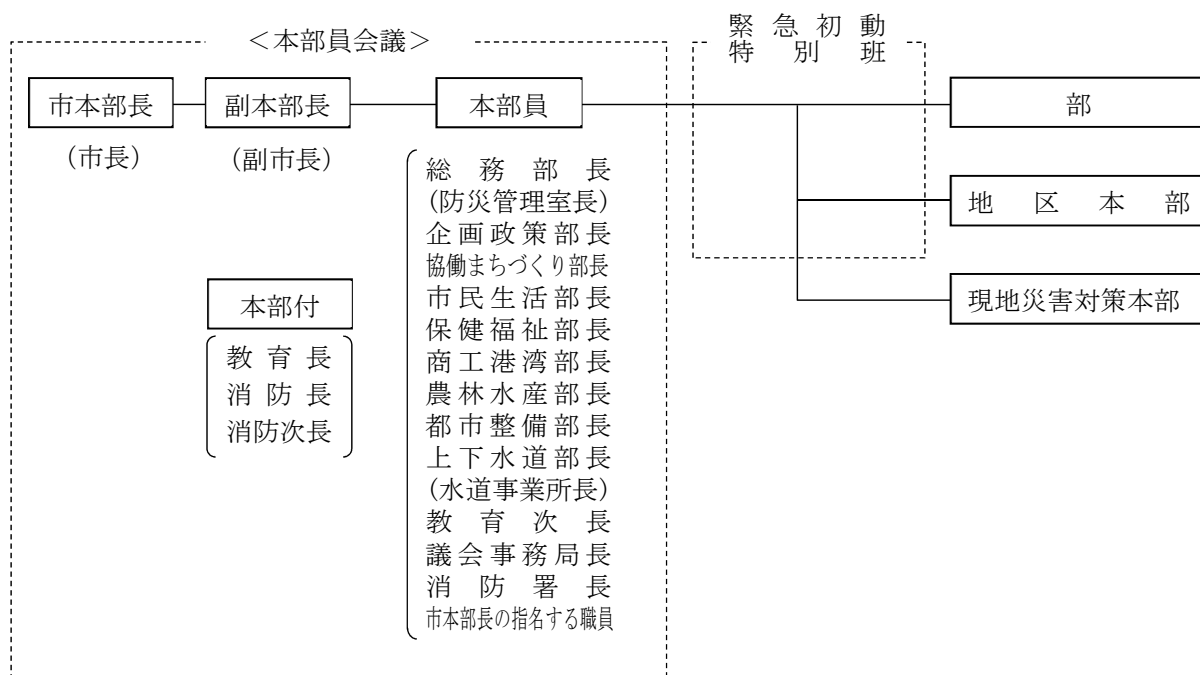 ＜本部員会議＞
緊急初動
特別班
市本部長
(市長)
副本部長
(副市長)
本部員
総務部長
(防災管理室長)
企画政策部長
協働まちづくり部長
市民生活部長
保健福祉部長
商工港湾部長
農林水産部長
都市整備部長
上下水道部長
(水道事業所長)
教育次長
議会事務局長
消防署長
市本部長の指名する職員
本部付
教育長
消防長
消防次長
部
地区本部
現地災害対策本部